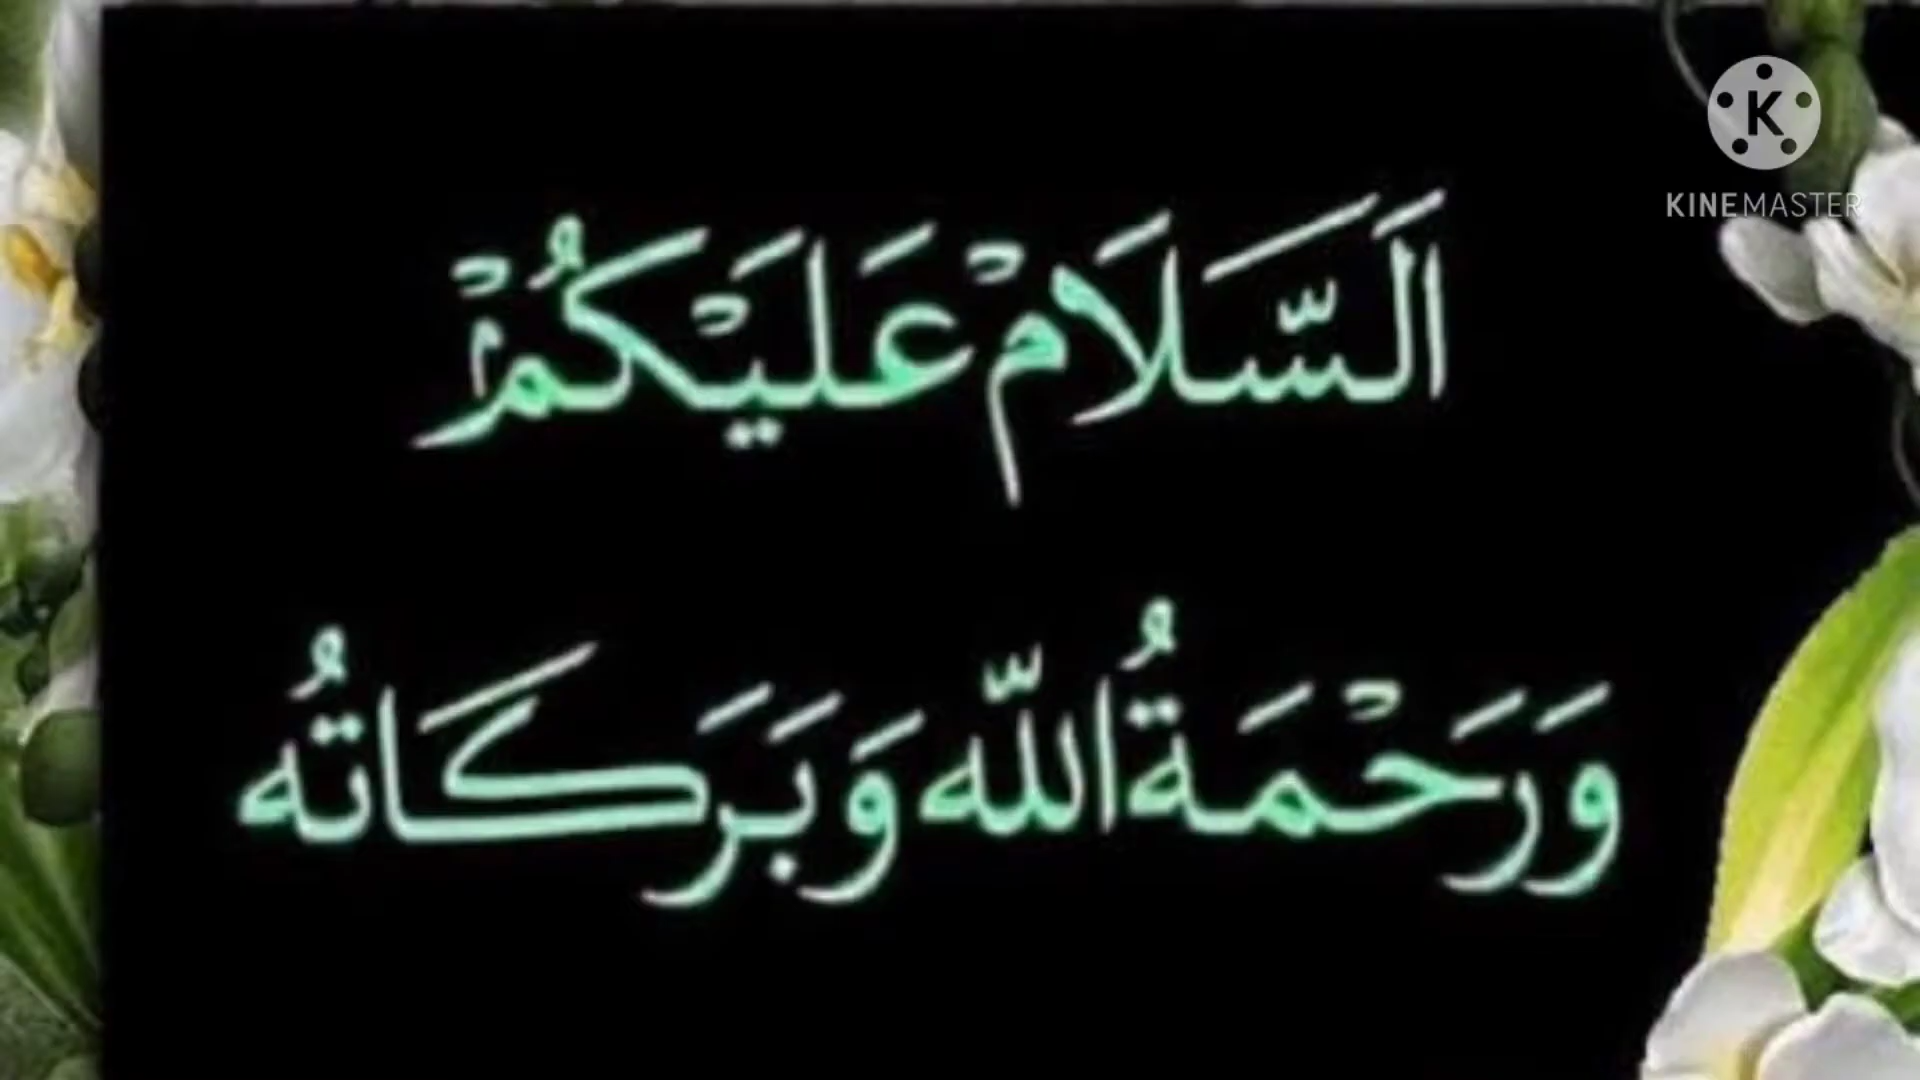 اَلسَّلَامْ عَلَيْكُمْ
وَرَحْمَةُ اللّه وَبَرَكَاتُه
KINEMASTER